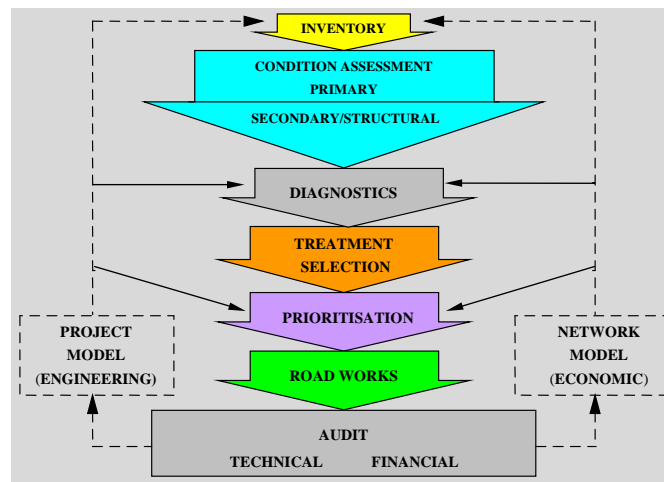 INVENTORY
CONDITION ASSESSMENT
PRIMARY
SECONDARY/STRUCTURAL
DIAGNOSTICS
TREATMENT
SELECTION
PRIORITISATION
PROJECT
MODEL
(ENGINEERING)
NETWORK
MODEL
(ECONOMIC)
ROAD WORKS
AUDIT
TECHNICAL FINANCIAL